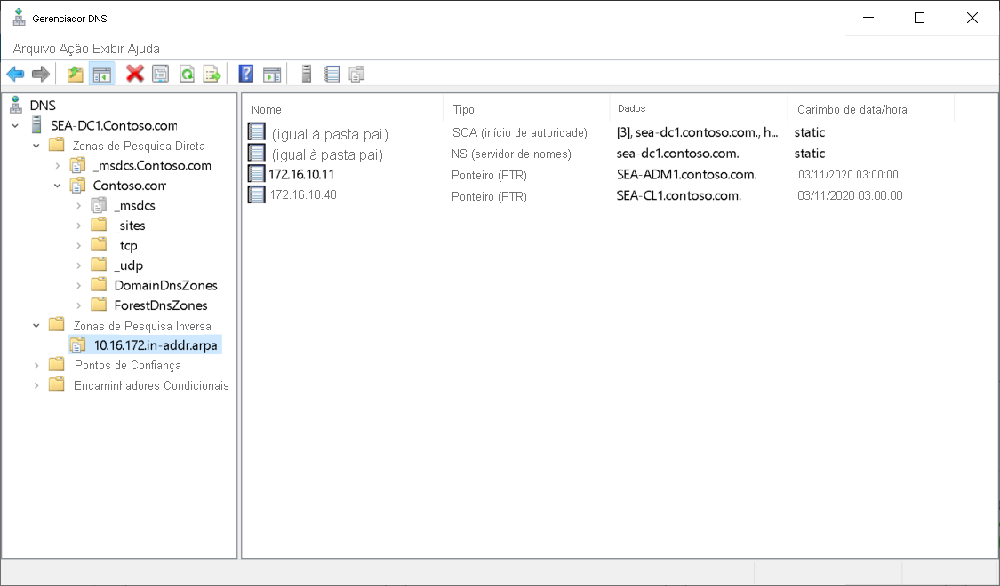 Gerenciador DNS
Arquivo Ação Exibir Ajuda
DNS
SEA-DC1.Contoso.com
Zonas de Pesquisa Direta
_msdcs.Contoso.com
Contoso.com
_msdcs
sites
tcp
_udp
DomainDnsZones
ForestDnsZones
Zonas de Pesquisa Inversa
10.16.172.in-addr.arpa
Pontos de Confiança
Encaminhadores Condicionais
Nome Tipo Dados Carimbo de data/hora
(igual à pasta pai) SOA (início de autoridade) [3], sea-dc1.contoso.com., h... static
(igual à pasta pai) NS (servidor de nomes) sea-dc1.contoso.com. static
172.16.10.11 Ponteiro (PTR) SEA-ADM1.contoso.com. 03/11/2020 03:00:00
172.16.10.40 Ponteiro (PTR) SEA-CL1.contoso.com. 03/11/2020 03:00:00